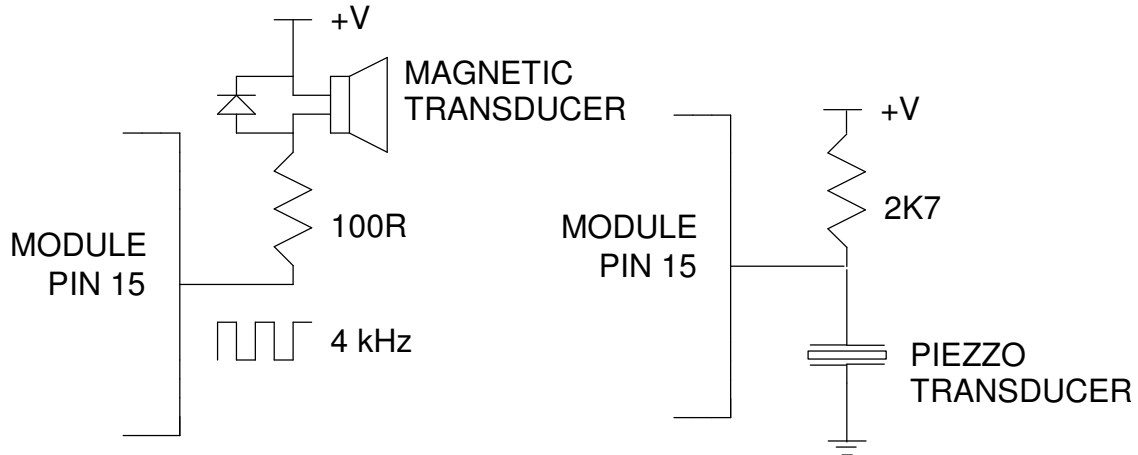 +V
MAGNETIC
TRANSDUCER
100R
MODULE
PIN 15
4 kHz
+V
2K7
MODULE
PIN 15
PIEZZO
TRANSDUCER